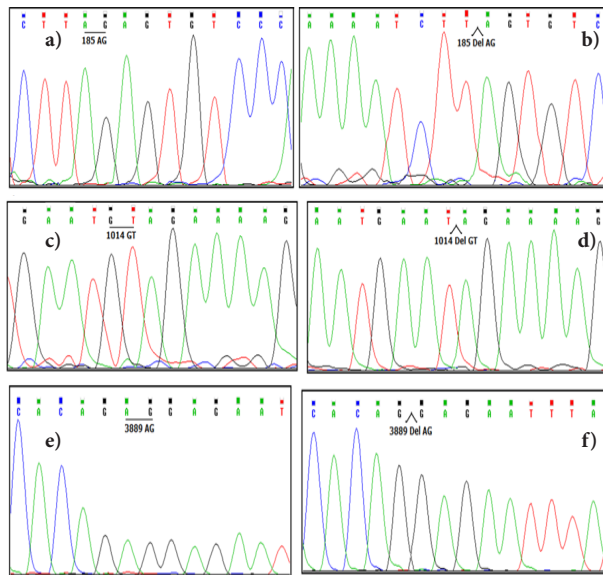 C T T A G A G T G T C C C
a)
185 AG
A A A A T C T T A G T G T C
b)
185 Del AG
G A A T G T A G A A A A G
c)
1014 GT
A A T G A A T A G A A A A G
d)
1014 Del GT
C A C A G A G G A G A A T
e)
3889 AG
C A C A G G A G A A T T T A
f)
3889 Del AG